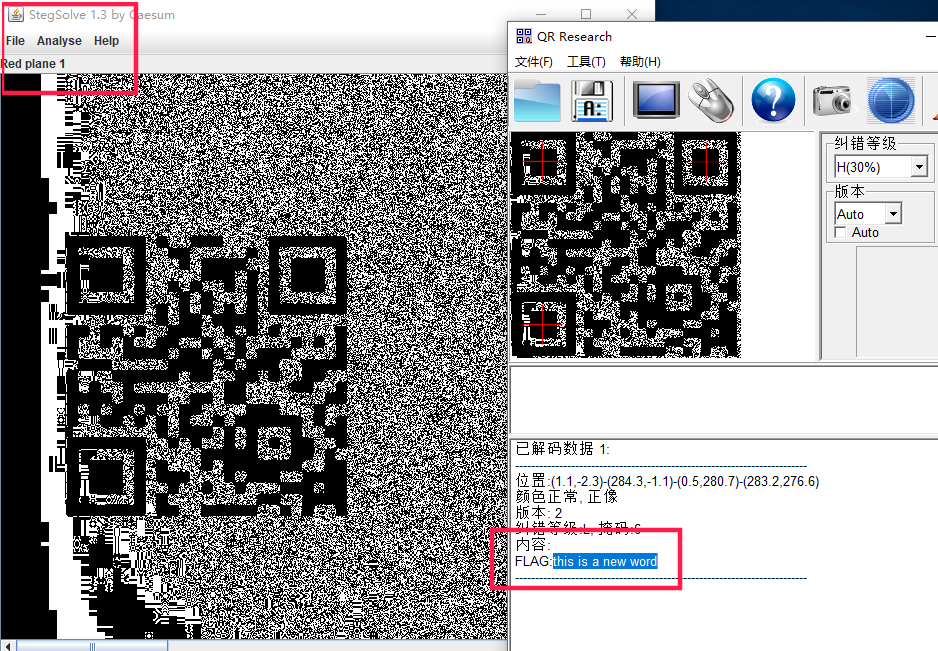 StegSolve 1.3 by Caesum
File Analyse Help
Red plane 1
QR Research
文件(F) 工具(T) 帮助(H)
纠错等级
H(30%)
版本
Auto
Auto
已解码数据 1:
位置:(1.1,-2.3)-(284.3,-1.1)-(0.5,280.7)-(283.2,276.6)
颜色正常, 正像
版本: 2
纠错等级:L, 掩码:6
内容:
FLAG:this is a new word